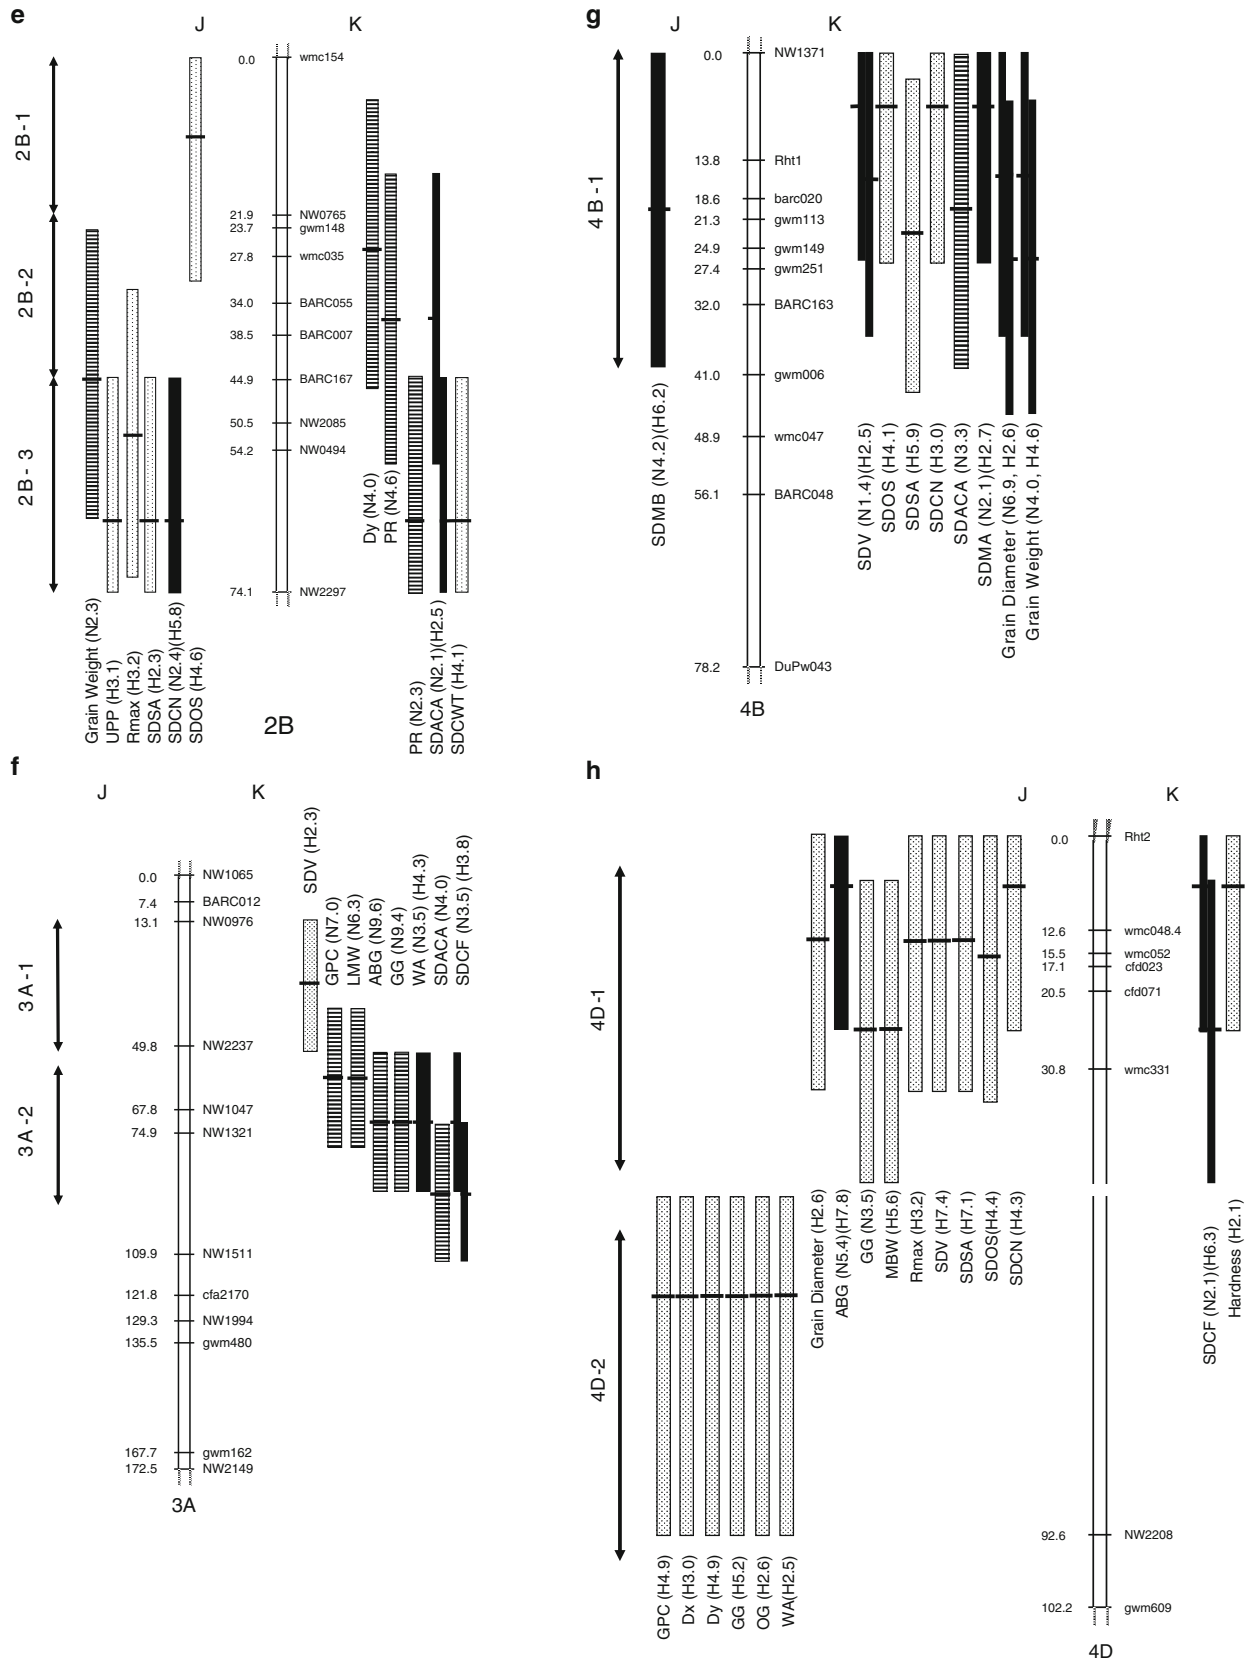 e
J
K
2B-1
2B-2
2B-3
0.0 wmc154
21.9 NW0765
23.7 gwm148
27.8 wmc035
34.0 BARC055
38.5 BARC007
44.9 BARC167
50.5 NW2085
54.2 NW0494
74.1 NW2297
Grain Weight (N2.3)
UPP (H3.1)
Rmax (H3.2)
SDSA (H2.3)
SDCN (N2.4)(H5.8)
SDOS (H4.6)
Dy (N4.0)
PR (N4.6)
PR (N2.3)
SDACA (N2.1)(H2.5)
SDCWT (H4.1)
2B
g
J
K
4B-1
0.0 NW1371
13.8 Rht1
18.6 barc020
21.3 gwm113
24.9 gwm149
27.4 gwm251
32.0 BARC163
41.0 gwm006
48.9 wmc047
56.1 BARC048
78.2 DuPw043
SDMB (N4.2)(H6.2)
SDV (N1.4)(H2.5)
SDOS (H4.1)
SDSA (H5.9)
SDCN (H3.0)
SDACA (N3.3)
SDMA (N2.1)(H2.7)
Grain Diameter (N6.9, H2.6)
Grain Weight (N4.0, H4.6)
4B
f
J
K
3A-1
3A-2
0.0 NW1065
7.4 BARC012
13.1 NW0976
49.8 NW2237
67.8 NW1047
74.9 NW1321
109.9 NW1511
121.8 cfa2170
129.3 NW1994
135.5 gwm480
167.7 gwm162
172.5 NW2149
SDV (H2.3)
GPC (N7.0)
LMW (N6.3)
ABG (N9.6)
GG (N9.4)
WA (N3.5) (H4.3)
SDACA (N4.0)
SDCF (N3.5) (H3.8)
3A
h
J
K
4D-1
4D-2
0.0 Rht2
12.6 wmc048.4
15.5 wmc052
17.1 cfd023
20.5 cfd071
30.8 wmc331
92.6 NW2208
102.2 gwm609
Grain Diameter (H2.6)
ABG (N5.4)(H7.8)
GG (N3.5)
MBW (H5.6)
Rmax (H3.2)
SDV (H7.4)
SDSA (H7.1)
SDOS(H4.4)
SDCN (H4.3)
SDCF (N2.1)(H6.3)
Hardness (H2.1)
GPC (H4.9)
Dx (H3.0)
Dy (H4.9)
GG (H5.2)
OG (H2.6)
WA(H2.5)
4D